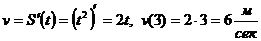 v = S'(t) = (t²)' = 2t, v(3) = 2·3 = 6 м/сек